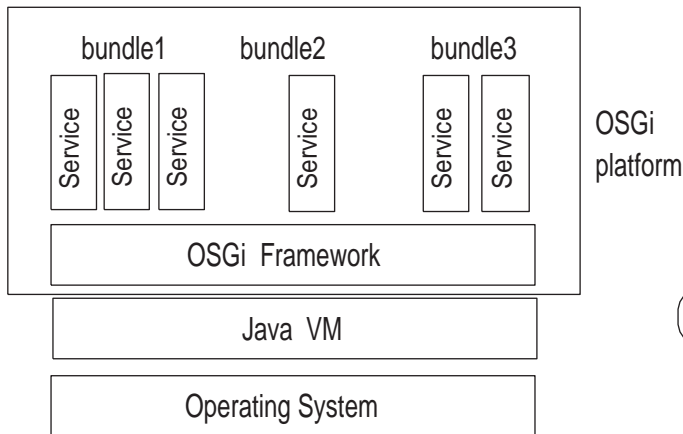 bundle1 bundle2 bundle3
Service Service Service Service Service Service
OSGi
platform
OSGi Framework
Java VM
Operating System